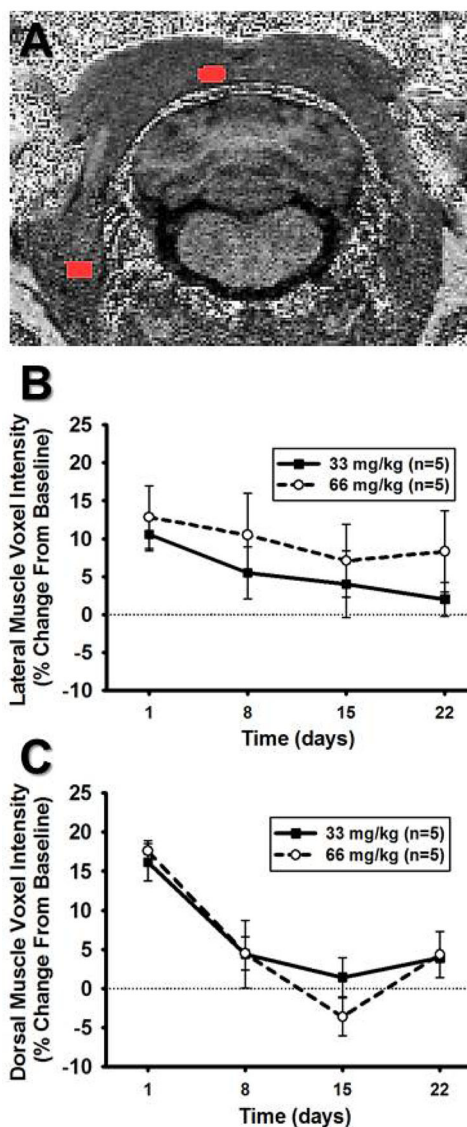 A
B
Lateral Muscle Voxel Intensity
(% Change From Baseline)
25
20
15
10
5
0
-5
-10
33 mg/kg (n=5)
66 mg/kg (n=5)
1 8 15 22
Time (days)
C
Dorsal Muscle Voxel Intensity
(% Change From Baseline)
25
20
15
10
5
0
-5
-10
33 mg/kg (n=5)
66 mg/kg (n=5)
1 8 15 22
Time (days)